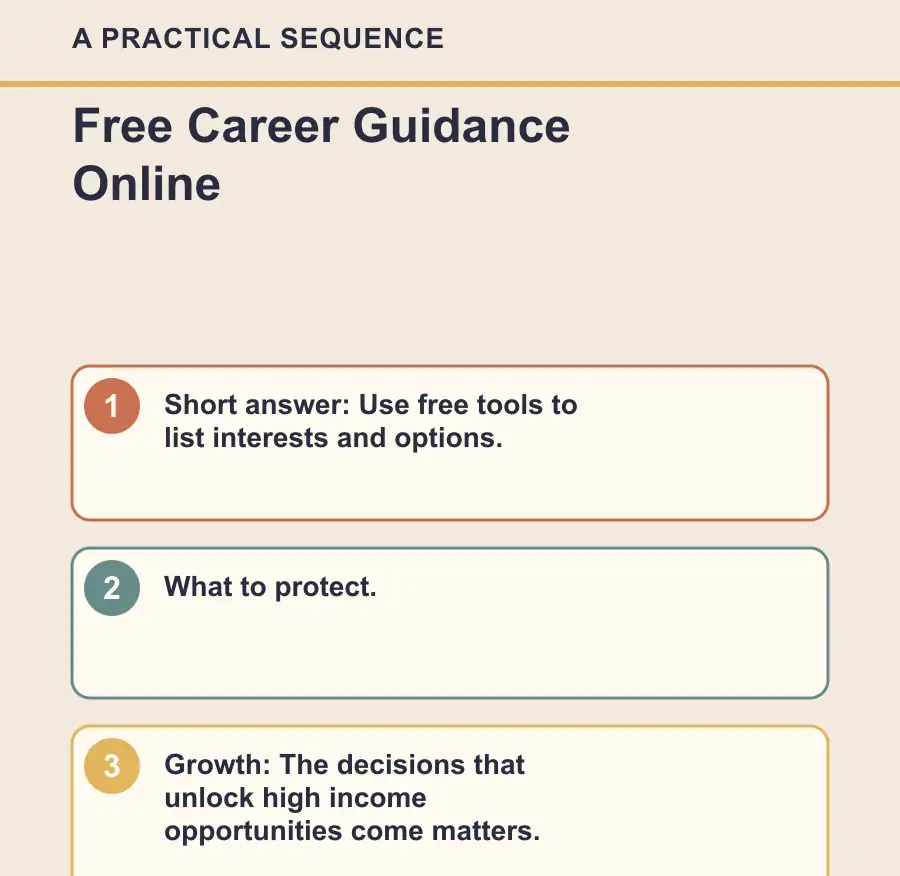 A PRACTICAL SEQUENCE
Free Career Guidance
Online
1
Short answer: Use free tools to
list interests and options.
2
What to protect.
3
Growth: The decisions that
unlock high income
opportunities come matters.